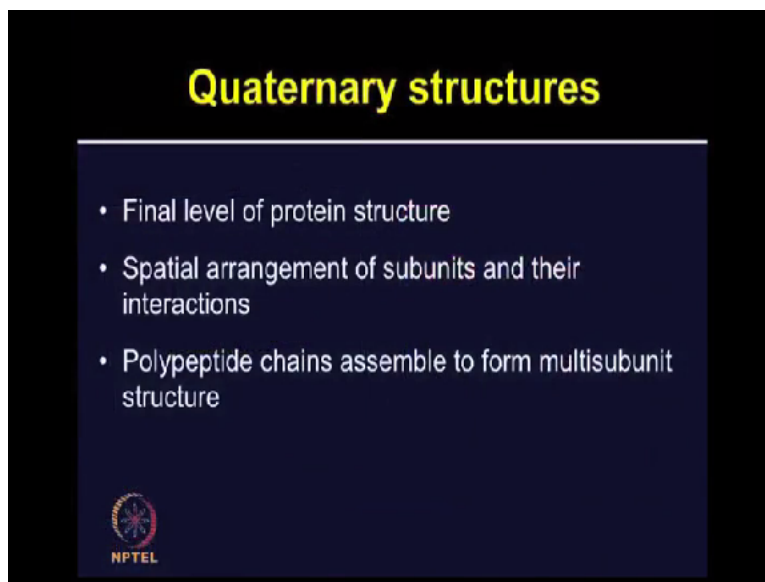 Quaternary structures
• Final level of protein structure
• Spatial arrangement of subunits and their
interactions
• Polypeptide chains assemble to form multisubunit
structure
NPTEL